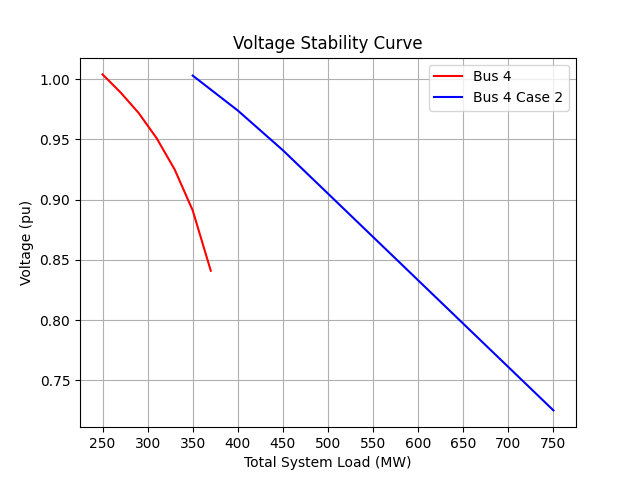 Voltage Stability Curve
Bus 4
Bus 4 Case 2
Voltage (pu)
1.00
0.95
0.90
0.85
0.80
0.75
250 300 350 400 450 500 550 600 650 700 750
Total System Load (MW)